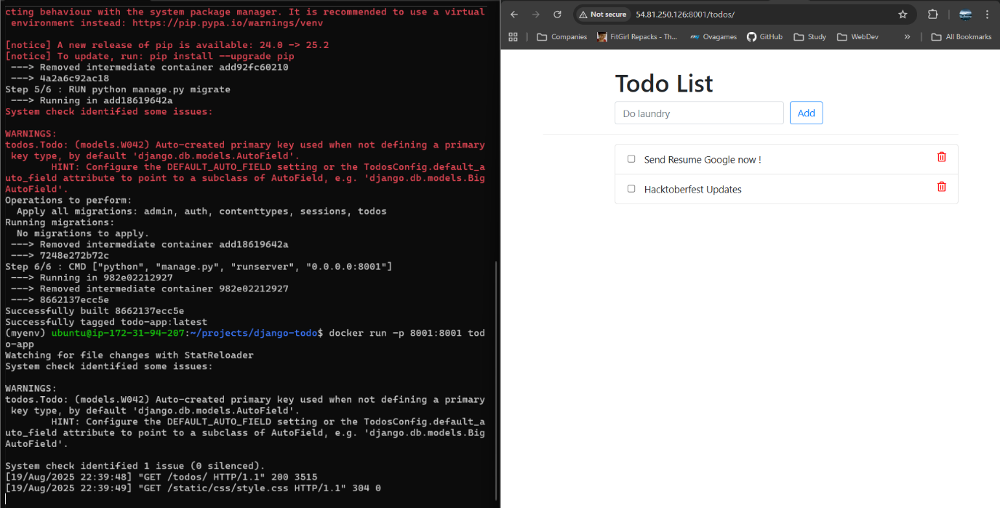 cting behaviour with the system package manager. It is recommended to use a virtual
 environment instead: https://pip.pypa.io/warnings/venv
[notice] A new release of pip is available: 24.0 -> 25.2
[notice] To update, run: pip install --upgrade pip
 ---> Removed intermediate container add92fc60210
 ---> 4a2a6c92ac18
Step 5/6 : RUN python manage.py migrate
 ---> Running in add18619642a
System check identified some issues:
WARNINGS:
todos.Todo: (models.W042) Auto-created primary key used when not defining a primary
 key type, by default 'django.db.models.AutoField'.
        HINT: Configure the DEFAULT_AUTO_FIELD setting or the TodosConfig.default_a
uto_field attribute to point to a subclass of AutoField, e.g. 'django.db.models.Big
AutoField'.
Operations to perform:
  Apply all migrations: admin, auth, contenttypes, sessions, todos
Running migrations:
  No migrations to apply.
 ---> Removed intermediate container add18619642a
 ---> 7248e272b72c
Step 6/6 : CMD ["python", "manage.py", "runserver", "0.0.0.0:8001"]
 ---> Running in 982e02212927
 ---> Removed intermediate container 982e02212927
 ---> 8662137ecc5e
Successfully built 8662137ecc5e
Successfully tagged todo-app:latest
(myenv) ubuntu@ip-172-31-94-207:~/projects/django-todo$ docker run -p 8001:8001 tod
o-app
Watching for file changes with StatReloader
System check identified some issues:
WARNINGS:
todos.Todo: (models.W042) Auto-created primary key used when not defining a primary
 key type, by default 'django.db.models.AutoField'.
        HINT: Configure the DEFAULT_AUTO_FIELD setting or the TodosConfig.default_a
uto_field attribute to point to a subclass of AutoField, e.g. 'django.db.models.Big
AutoField'.
System check identified 1 issue (0 silenced).
[19/Aug/2025 22:39:48] "GET /todos/ HTTP/1.1" 200 3515
[19/Aug/2025 22:39:49] "GET /static/css/style.css HTTP/1.1" 304 0
Not secure 54.81.250.126:8001/todos/
Companies FitGirl Repacks - Th... Ovagames GitHub Study WebDev » All Bookmarks
Todo List
Do laundry Add
Send Resume Google now !
Hacktoberfest Updates